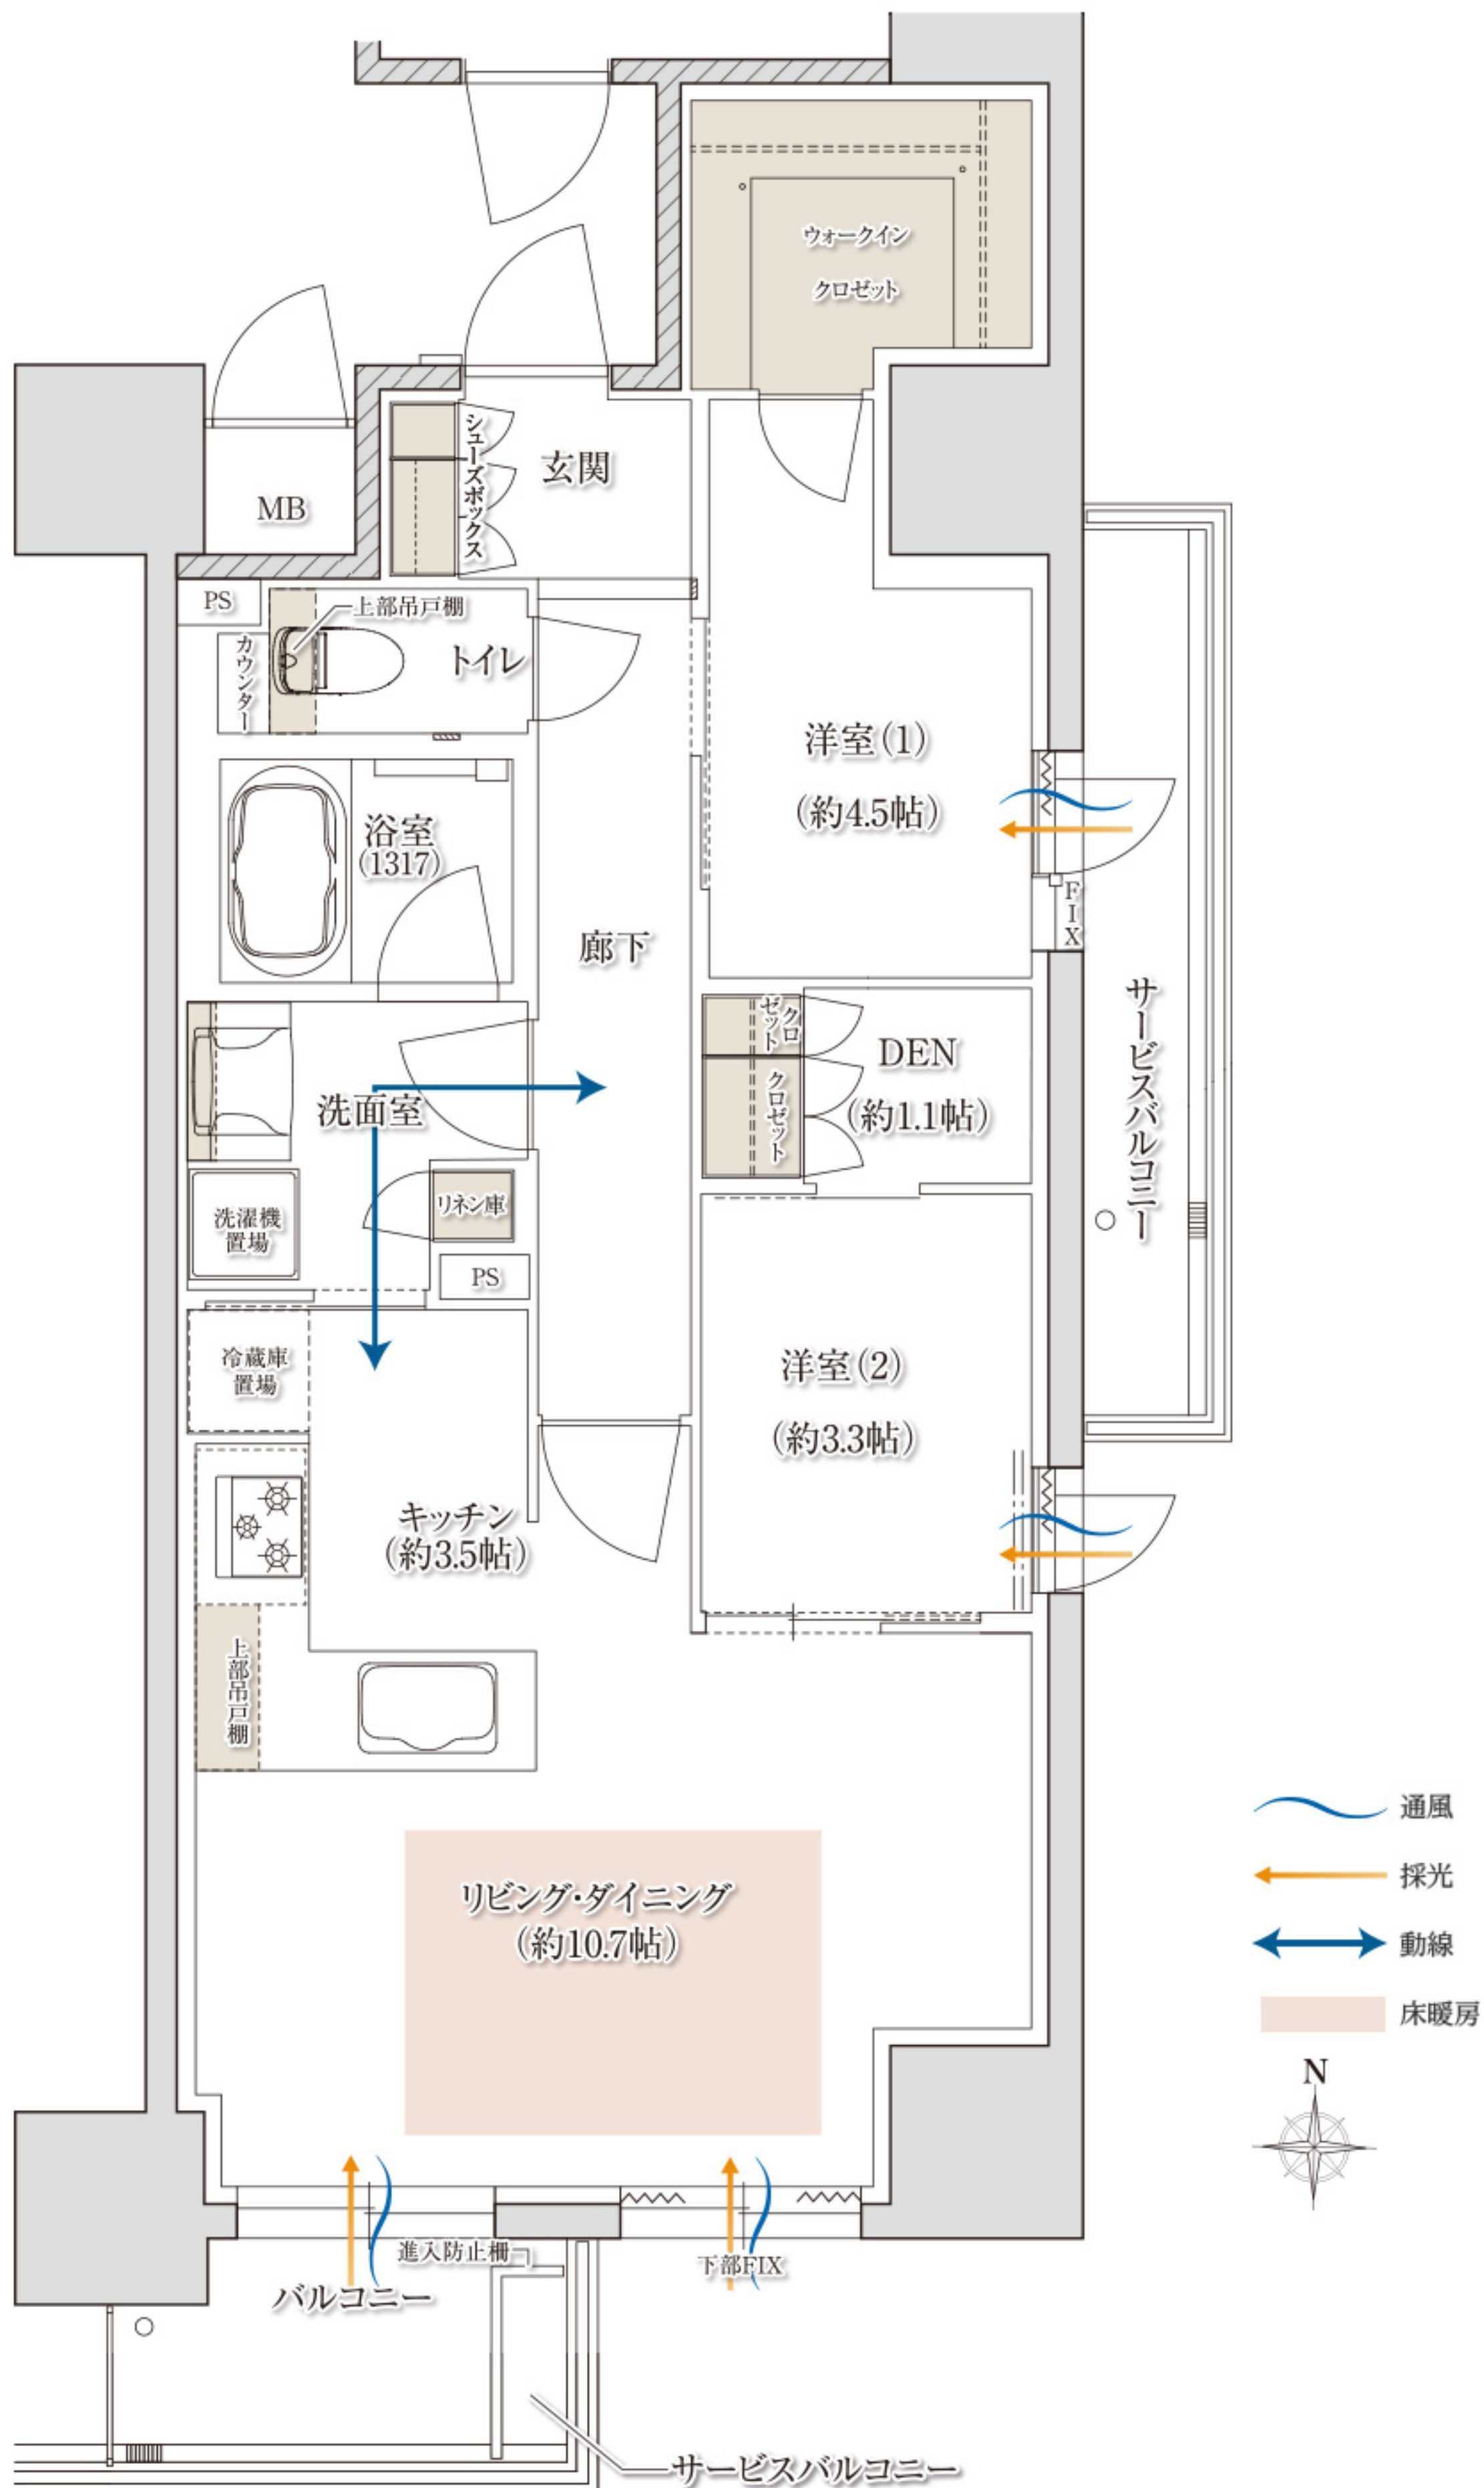 ウォークイン
クロゼット
シューズボックス
玄関
MB
PS
上部吊戸棚
カウンター
トイレ
洋室(1)
(約4.5帖)
浴室
(1317)
FIX
廊下
サービスバルコニー
クロ
ゼット
クロゼット
DEN
(約1.1帖)
洗面室
リネン庫
洗濯機
置場
PS
冷蔵庫
置場
洋室(2)
(約3.3帖)
キッチン
(約3.5帖)
上部吊戸棚
リビング・ダイニング
(約10.7帖)
通風
採光
動線
床暖房
N
進入防止柵
下部FIX
バルコニー
サービスバルコニー